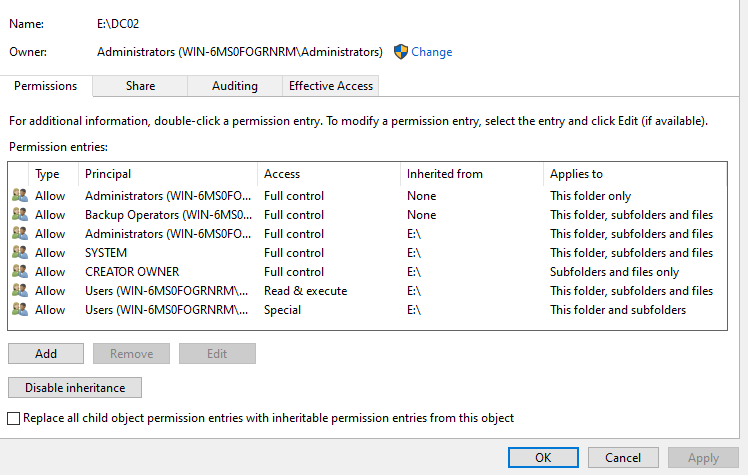 Name: E:\DC02
Owner: Administrators (WIN-6MS0FOGRNRM\Administrators) Change
Permissions Share Auditing Effective Access
For additional information, double-click a permission entry. To modify a permission entry, select the entry and click Edit (if available).
Permission entries:
Type Principal Access Inherited from Applies to
Allow Administrators (WIN-6MS0FO... Full control None This folder only
Allow Backup Operators (WIN-6MS0... Full control None This folder, subfolders and files
Allow Administrators (WIN-6MS0FO... Full control E:\ This folder, subfolders and files
Allow SYSTEM Full control E:\ This folder, subfolders and files
Allow CREATOR OWNER Full control E:\ Subfolders and files only
Allow Users (WIN-6MS0FOGRNRM\... Read & execute E:\ This folder, subfolders and files
Allow Users (WIN-6MS0FOGRNRM\... Special E:\ This folder and subfolders
Add Remove Edit
Disable inheritance
Replace all child object permission entries with inheritable permission entries from this object
OK Cancel Apply